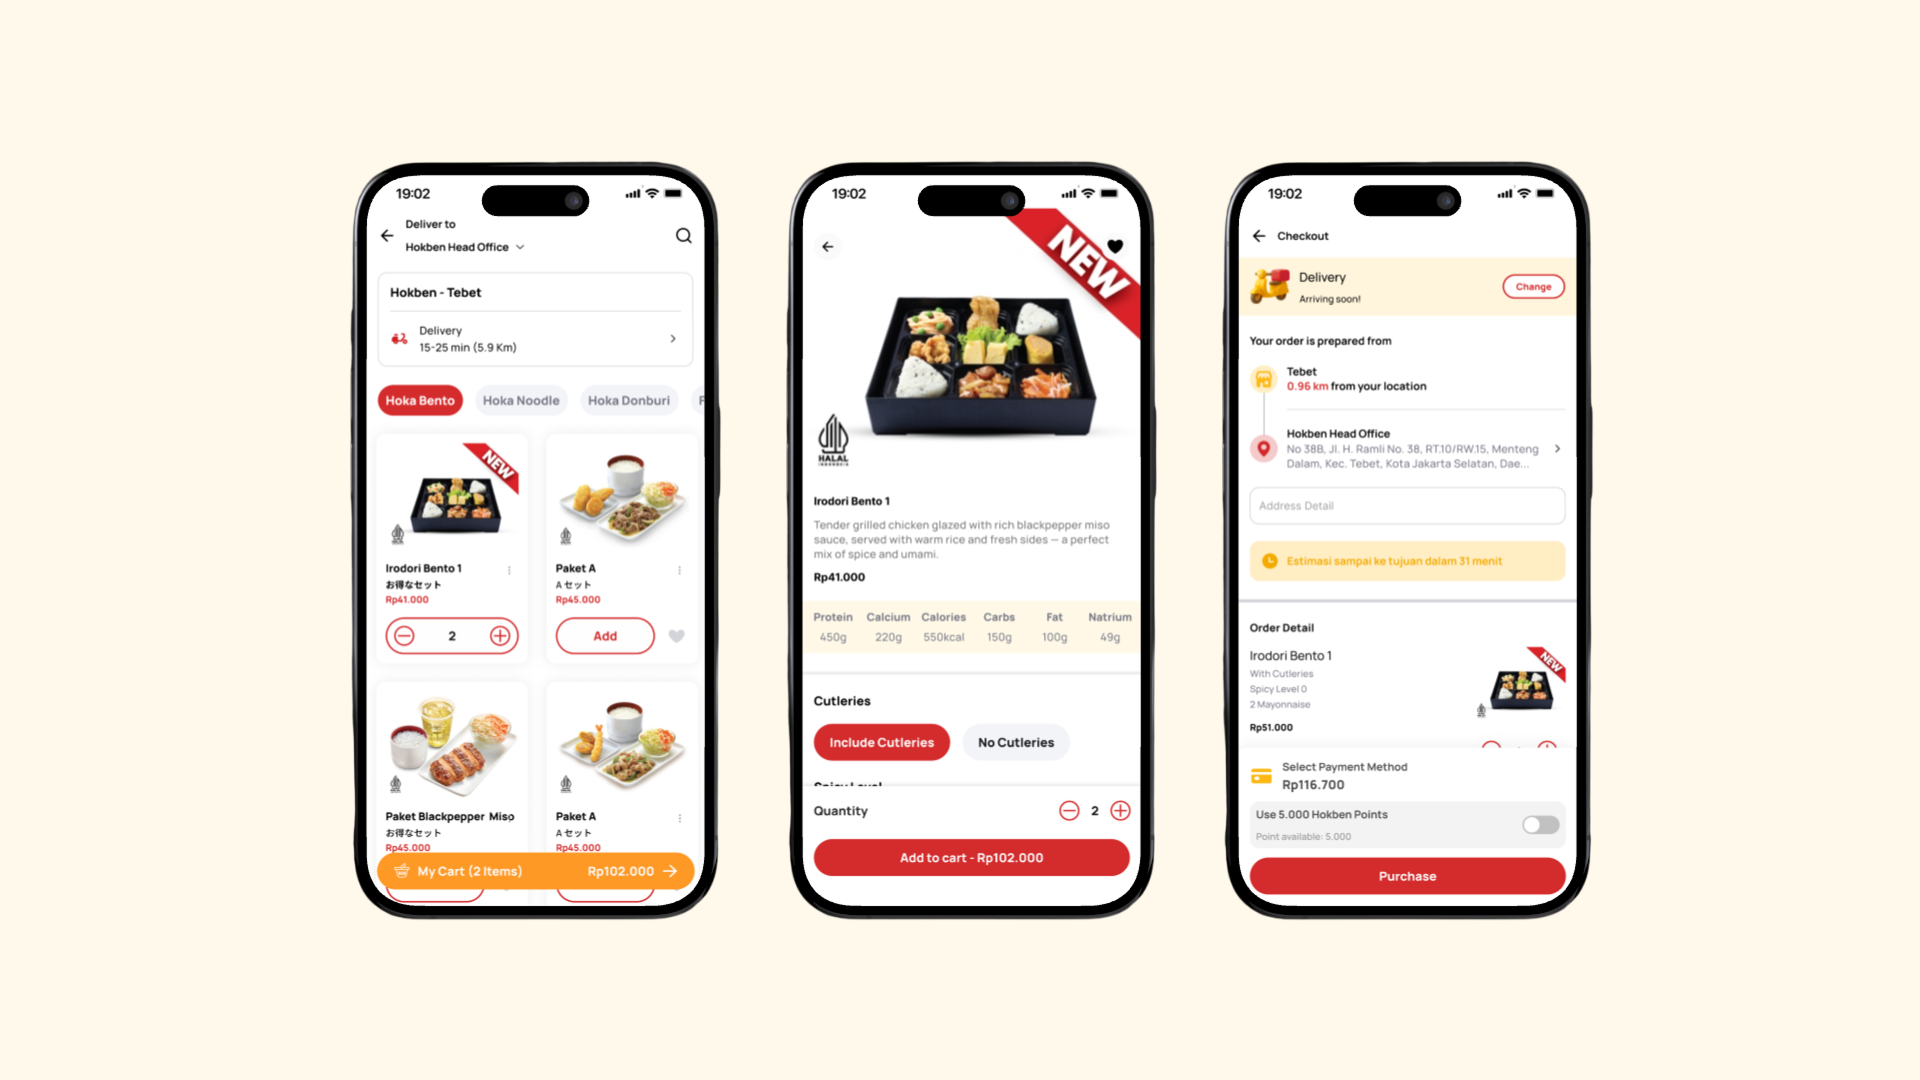 19:02
Deliver to
Hokben Head Office
Hokben - Tebet
Delivery
15-25 min (5.9 Km)
Hoka Bento
Hoka Noodle
Hoka Donburi
F
NEW
Irodori Bento 1
お得なセット
Rp41.000
2
Paket A
A セット
Rp45.000
Add
Paket Blackpepper Miso
お得なセット
Rp45.000
Paket A
A セット
Rp45.000
My Cart (2 Items)
Rp102.000
19:02
NEW
HALAL
INDONESIA
Irodori Bento 1
Tender grilled chicken glazed with rich blackpepper miso
sauce, served with warm rice and fresh sides — a perfect
mix of spice and umami.
Rp41.000
Protein Calcium Calories Carbs Fat Natrium
450g 220g 550kcal 150g 100g 49g
Cutleries
Include Cutleries
No Cutleries
Spicy Level
Quantity
2
Add to cart - Rp102.000
19:02
Checkout
Delivery
Arriving soon!
Change
Your order is prepared from
Tebet
0.96 km from your location
Hokben Head Office
No 38B, Jl. H. Ramli No. 38, RT.10/RW.15, Menteng
Dalam, Kec. Tebet, Kota Jakarta Selatan, Dae...
Address Detail
Estimasi sampai ke tujuan dalam 31 menit
Order Detail
Irodori Bento 1
With Cutleries
Spicy Level 0
2 Mayonnaise
Rp51.000
NEW
Select Payment Method
Rp116.700
Use 5.000 Hokben Points
Point available: 5.000
Purchase